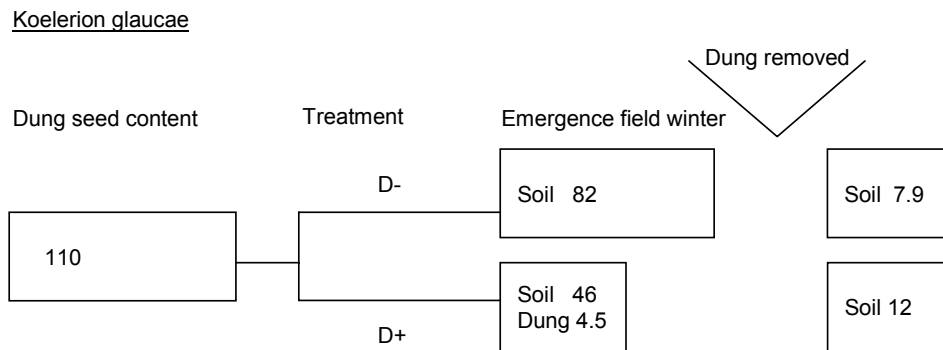 Koelerion glaucae
Dung removed
Dung seed content
Treatment
Emergence field winter
D-
Soil 82
Soil 7.9
110
Soil 46
Dung 4.5
Soil 12
D+